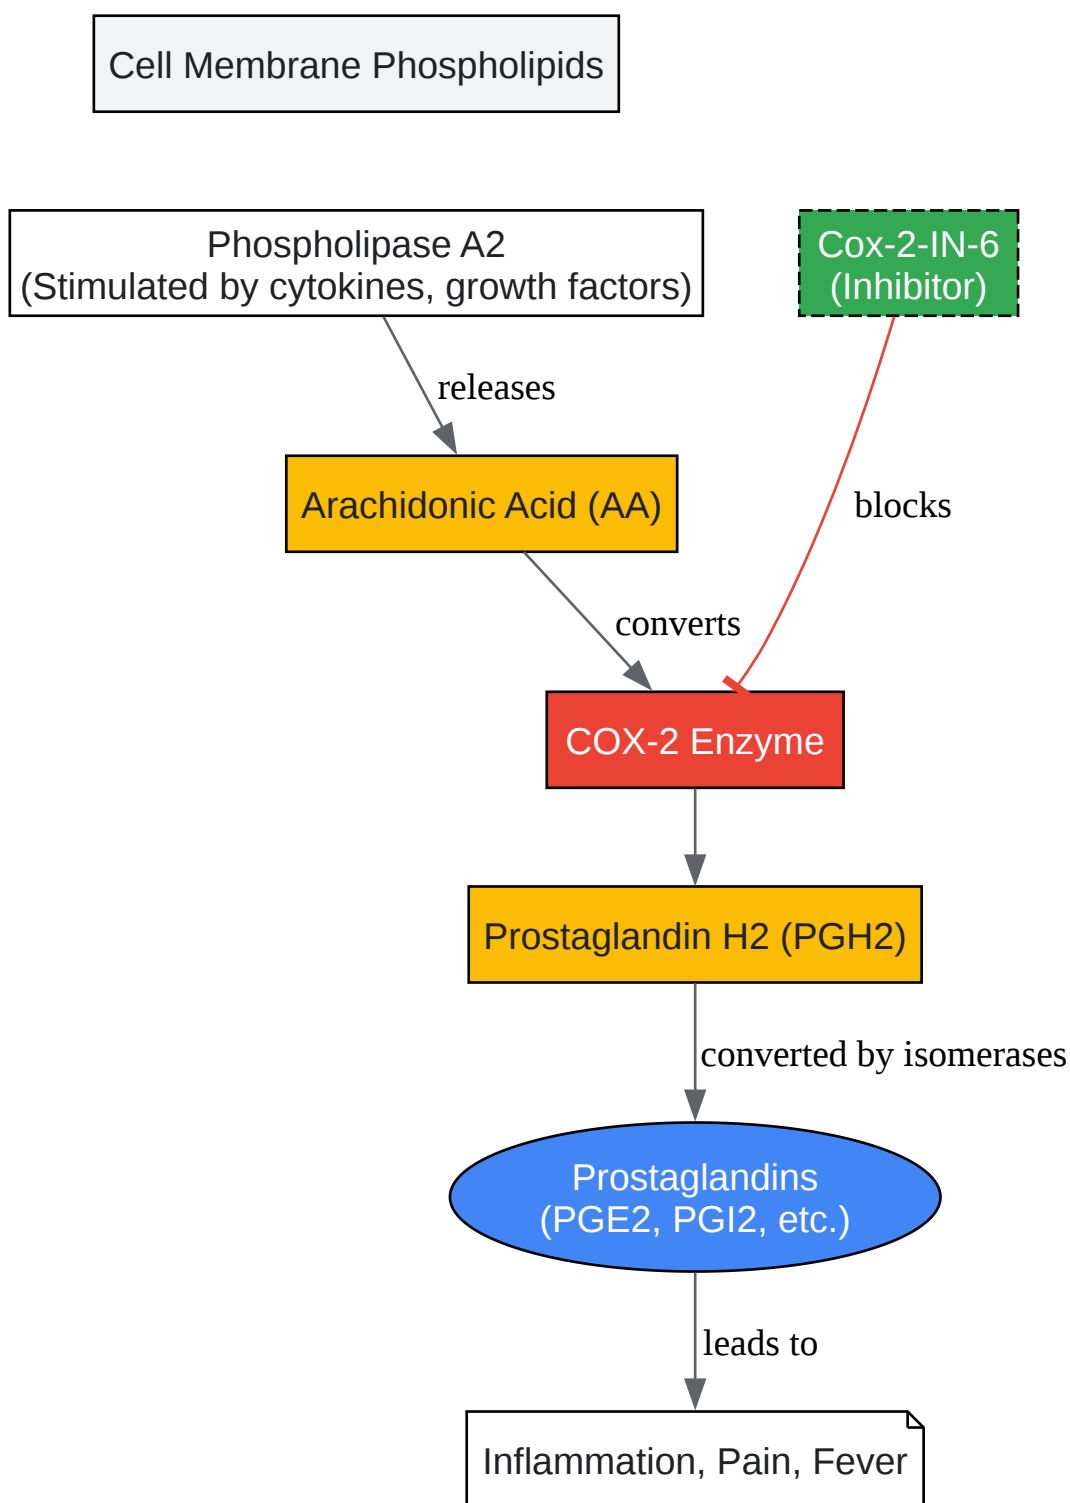 Cell Membrane Phospholipids
Phospholipase A2
(Stimulated by cytokines, growth factors)
Cox-2-IN-6
(Inhibitor)
releases
Arachidonic Acid (AA)
blocks
converts
COX-2 Enzyme
Prostaglandin H2 (PGH2)
converted by isomerases
Prostaglandins
(PGE2, PGI2, etc.)
leads to
Inflammation, Pain, Fever